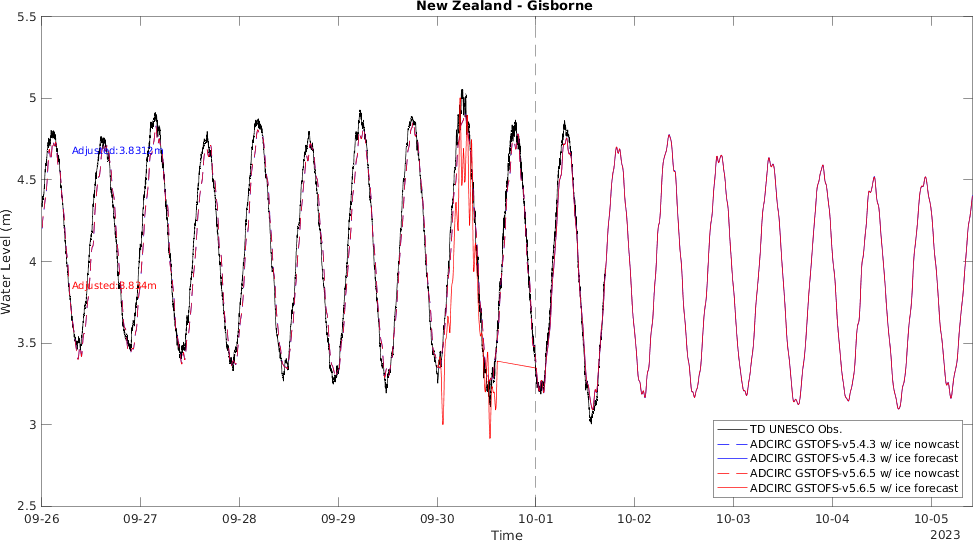 New Zealand - Gisborne
5.5
5
4.5
4
3.5
3
2.5
Water Level (m)
Adjusted:3.8313m
Adjusted:3.834m
TD UNESCO Obs.
ADCIRC GSTOFS-v5.4.3 w/ ice nowcast
ADCIRC GSTOFS-v5.4.3 w/ ice forecast
ADCIRC GSTOFS-v5.6.5 w/ ice nowcast
ADCIRC GSTOFS-v5.6.5 w/ ice forecast
09-26 09-27 09-28 09-29 09-30 10-01 10-02 10-03 10-04 10-05
Time
2023